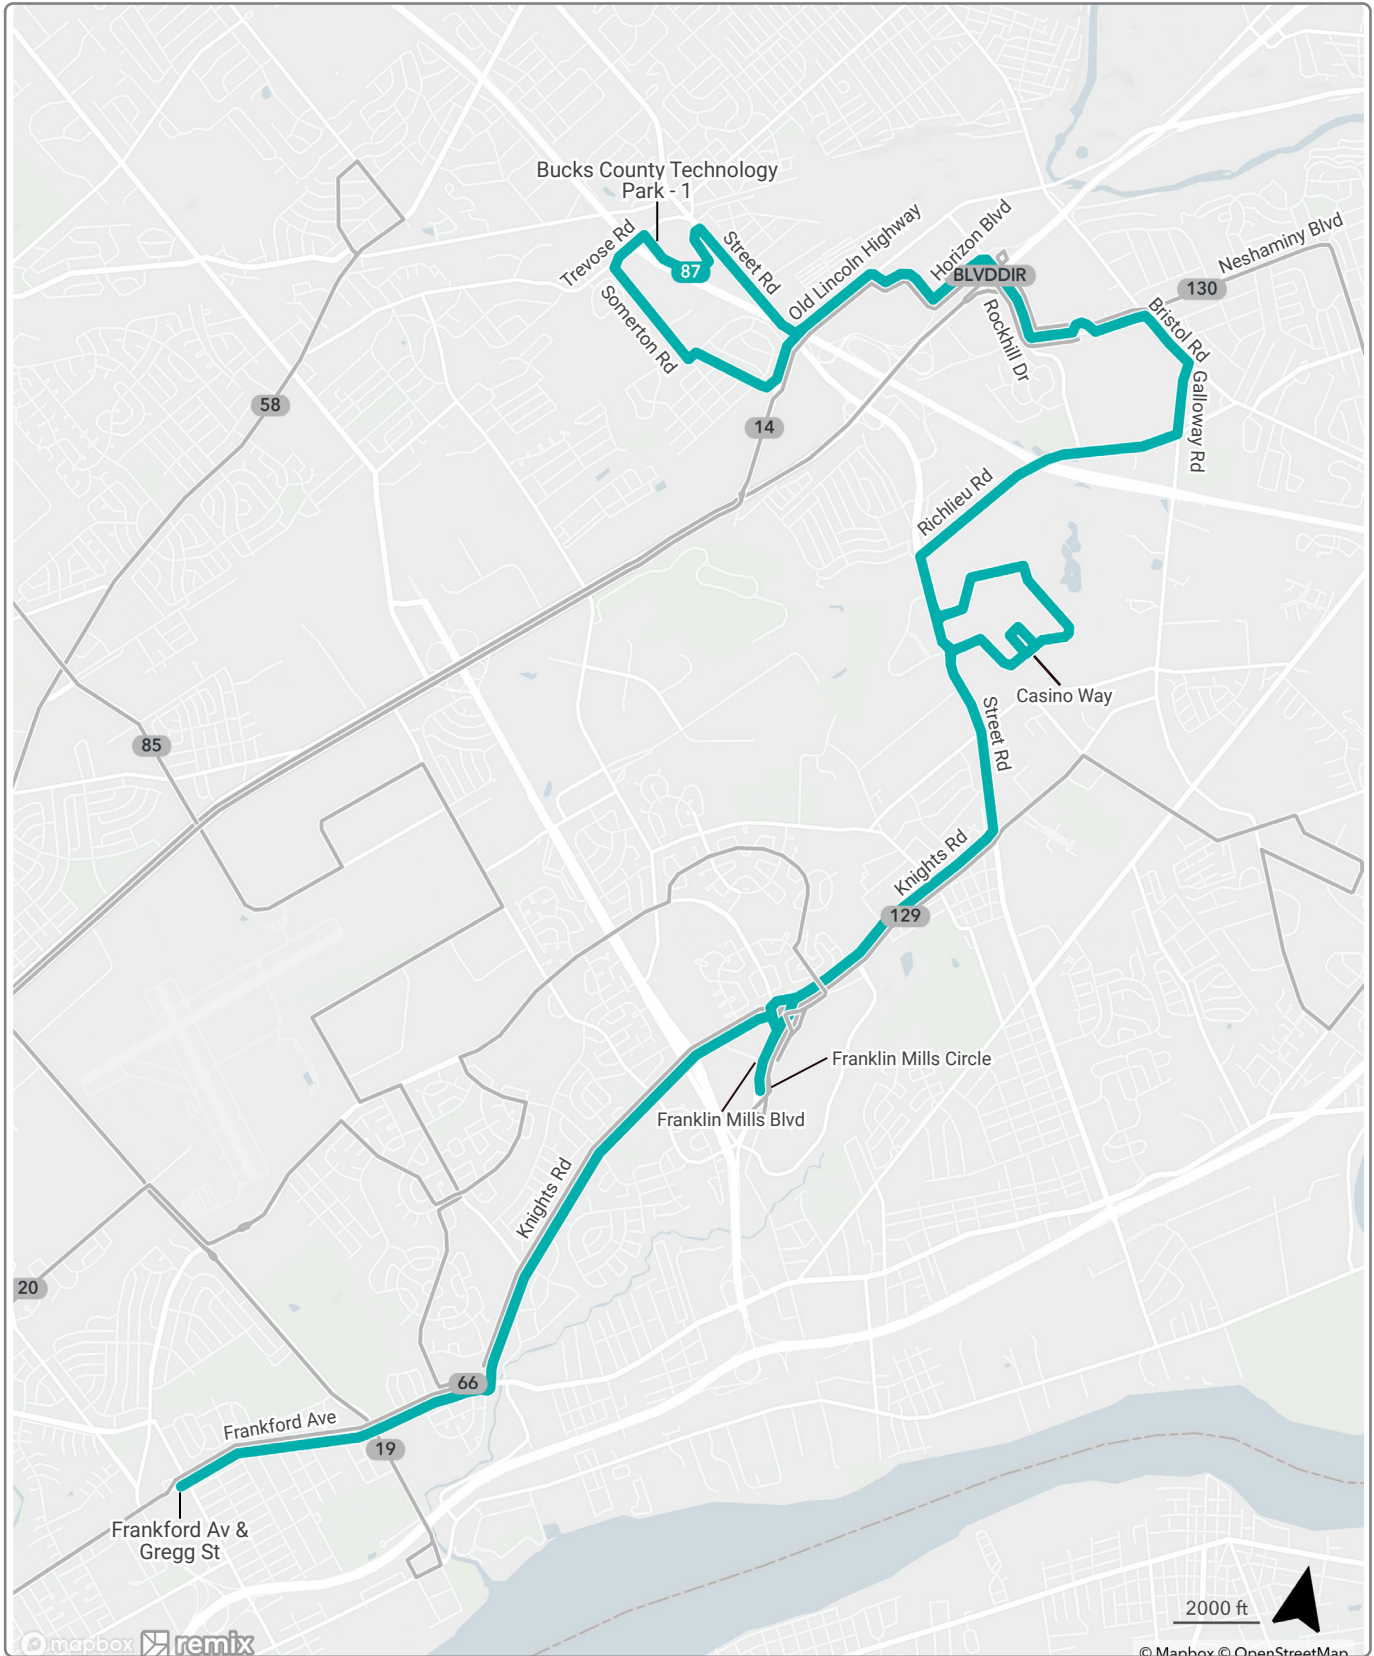 Bucks County Technology
Park - 1
Trevose Rd
87
Street Rd
Somerton Rd
Old Lincoln Highway
Horizon Blvd
BLVDDIR
Neshaminy Blvd
130
Rockhill Dr
Bristol Rd
Galloway Rd
58
14
Richlieu Rd
Casino Way
Street Rd
85
Knights Rd
129
Franklin Mills Circle
Franklin Mills Blvd
Knights Rd
20
66
Frankford Ave
19
Frankford Av &
Gregg St
2000 ft
mapbox remix
© Mapbox © OpenStreetMap